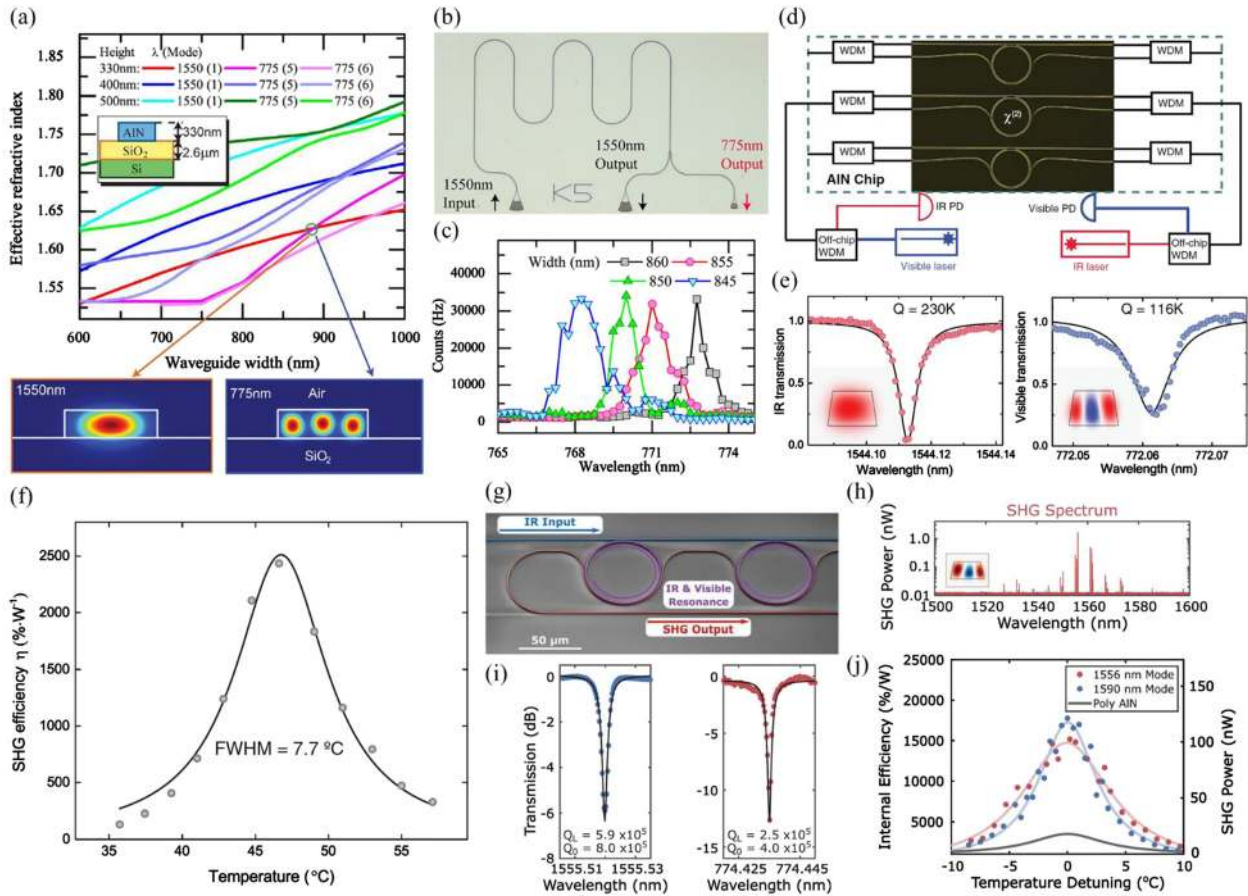 (a)
Height λ (Mode)
330nm: 1550 (1) 775 (5) 775 (6)
400nm: 1550 (1) 775 (5) 775 (6)
500nm: 1550 (1) 775 (5) 775 (6)
AlN
330nm
SiO₂
2.6μm
Si
Effective refractive index
1.85
1.80
1.75
1.70
1.65
1.60
1.55
600 700 800 900 1000
Waveguide width (nm)
1550nm
775nm
Air
SiO₂
(b)
1550nm
Input
1550nm
Output
775nm
Output
K5
(c)
Width (nm) 860 855
850 845
Counts (Hz)
40000
30000
20000
10000
0
765 768 771 774
Wavelength (nm)
(d)
WDM WDM
WDM WDM
WDM WDM
χ⁽²⁾
AlN Chip
IR PD
Visible PD
Off-chip
WDM
Visible laser
IR laser
Off-chip
WDM
(e)
Q = 230K
IR transmission
1.0
0.5
0.0
1544.10 1544.12 1544.14
Wavelength (nm)
Q = 116K
Visible transmission
1.0
0.5
0.0
772.05 772.06 772.07
Wavelength (nm)
(f)
SHG efficiency η (%·W⁻¹)
2500
2000
1500
1000
500
0
FWHM = 7.7 ºC
35 40 45 50 55
Temperature (°C)
(g)
IR Input
IR & Visible
Resonance
SHG Output
50 μm
(h)
SHG Spectrum
SHG Power (nW)
1.0
0.1
0.01
1500 1520 1540 1560 1580 1600
Wavelength (nm)
(i)
Transmission (dB)
0
-2
-4
-6
-8
Q_L = 5.9 x10⁵
Q_0 = 8.0 x10⁵
1555.51 1555.53
Wavelength (nm)
0
-5
-10
-15
Q_L = 2.5 x10⁵
Q_0 = 4.0 x10⁵
774.425 774.445
Wavelength (nm)
(j)
Internal Efficiency (%/W)
25000
20000
15000
10000
5000
1556 nm Mode
1590 nm Mode
Poly AlN
150
100
50
0
SHG Power (nW)
-10 -5 0 5 10
Temperature Detuning (°C)